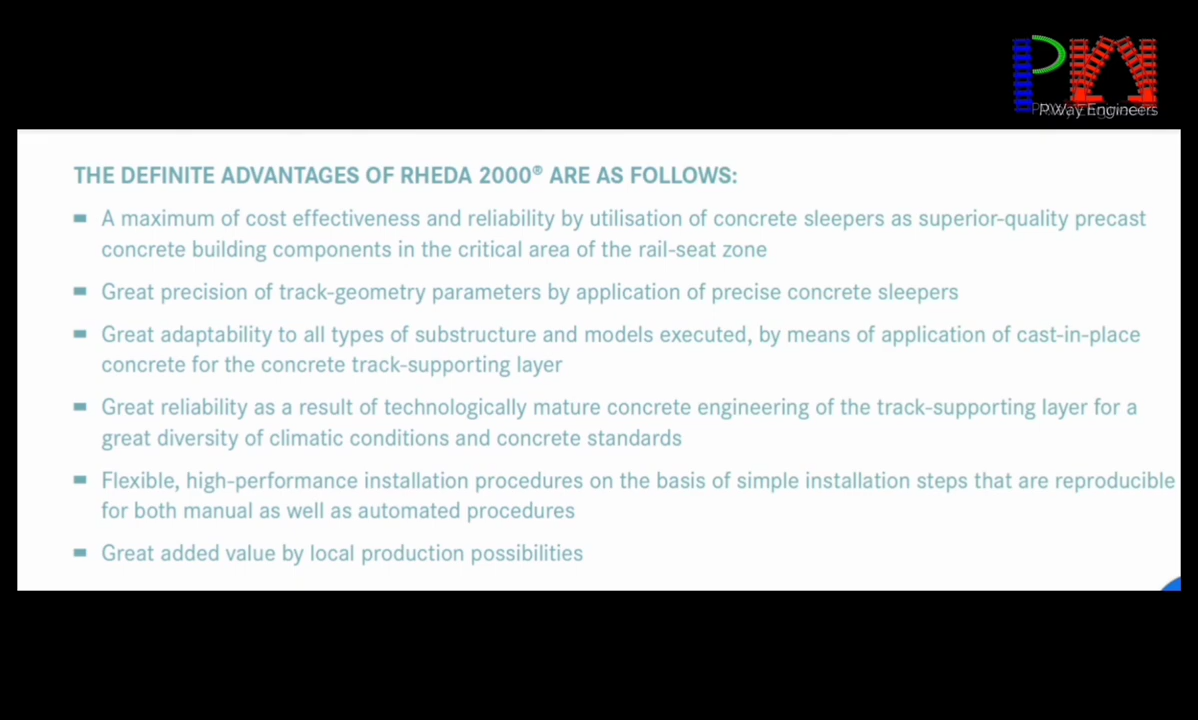 PWay Engineers
THE DEFINITE ADVANTAGES OF RHEDA 2000® ARE AS FOLLOWS:
A maximum of cost effectiveness and reliability by utilisation of concrete sleepers as superior-quality precast
concrete building components in the critical area of the rail-seat zone
Great precision of track-geometry parameters by application of precise concrete sleepers
Great adaptability to all types of substructure and models executed, by means of application of cast-in-place
concrete for the concrete track-supporting layer
Great reliability as a result of technologically mature concrete engineering of the track-supporting layer for a
great diversity of climatic conditions and concrete standards
Flexible, high-performance installation procedures on the basis of simple installation steps that are reproducible
for both manual as well as automated procedures
Great added value by local production possibilities